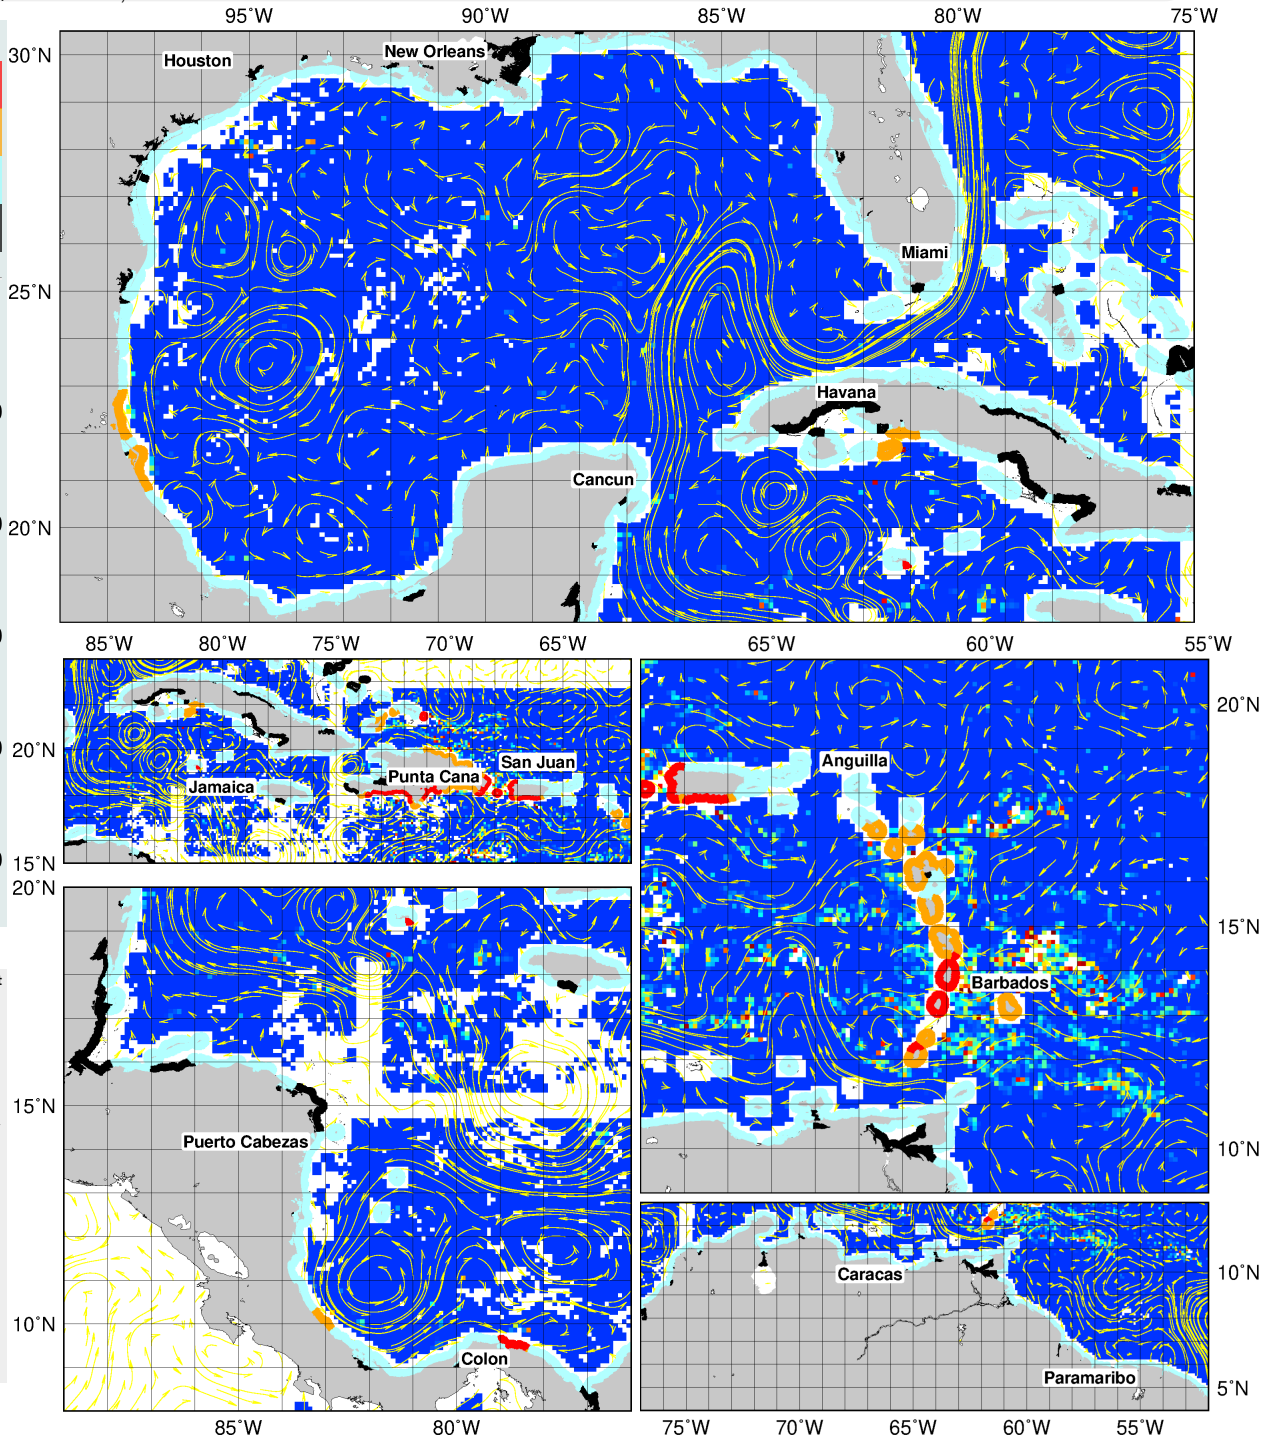 95°W 90°W 85°W 80°W 75°W
30°N
Houston
New Orleans
Miami
25°N
Havana
Cancun
20°N
85°W 80°W 75°W 70°W 65°W
65°W 60°W 55°W
20°N
20°N
San Juan
Punta Cana
Jamaica
Anguilla
15°N
20°N
15°N
Barbados
15°N
Puerto Cabezas
10°N
Caracas
10°N
10°N
Colon
Paramaribo
5°N
85°W 80°W
75°W 70°W 65°W 60°W 55°W